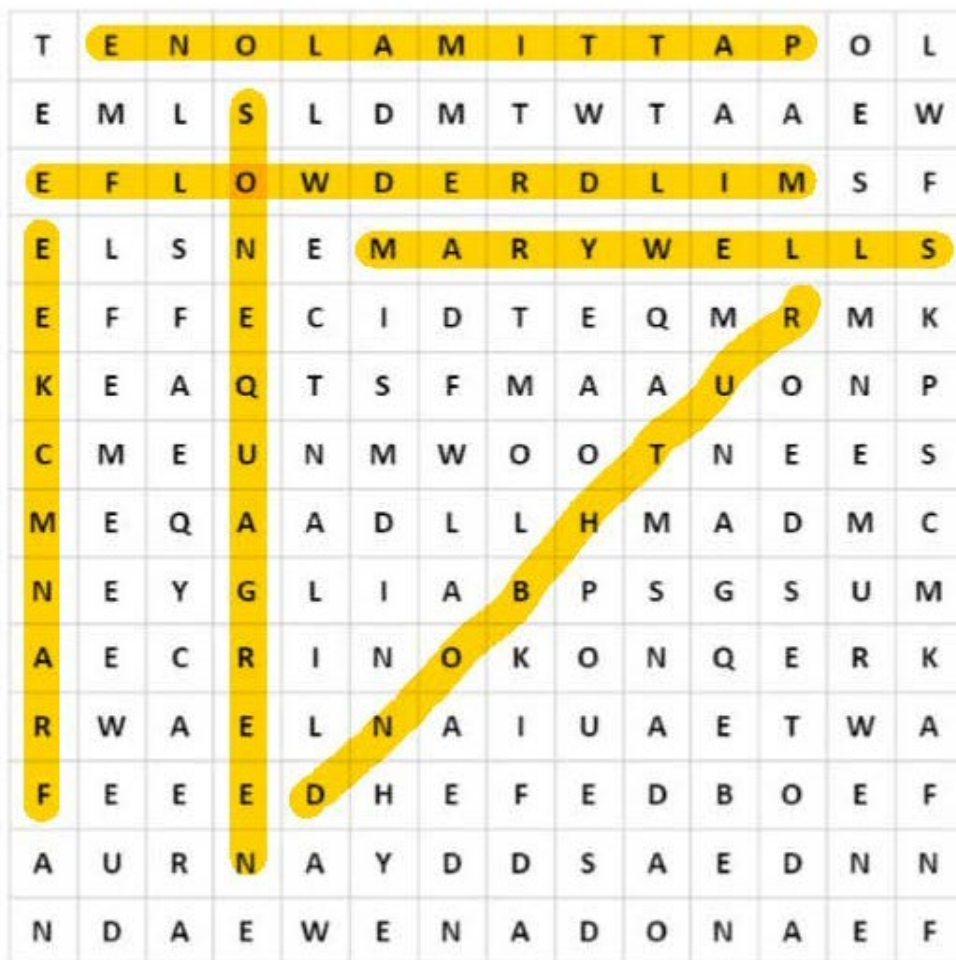 T E N O L A M I T T A P O L
E M L S L D M T W T A A E W
E F L O W D E R D L I M S F
E L S N E M A R Y W E L L S
E F F E C I D T E Q M R M K
K E A Q T S F M A A U O N P
C M E U N M W O O T N E E S
M E Q A A D L L H M A D M C
N E Y G L I A B P S G S U M
A E C R I N O K O N Q E R K
R W A E L N A I U A E T W A
F E E E D H E F E D B O E F
A U R N A Y D D S A E D N N
N D A E W E N A D O N A E F